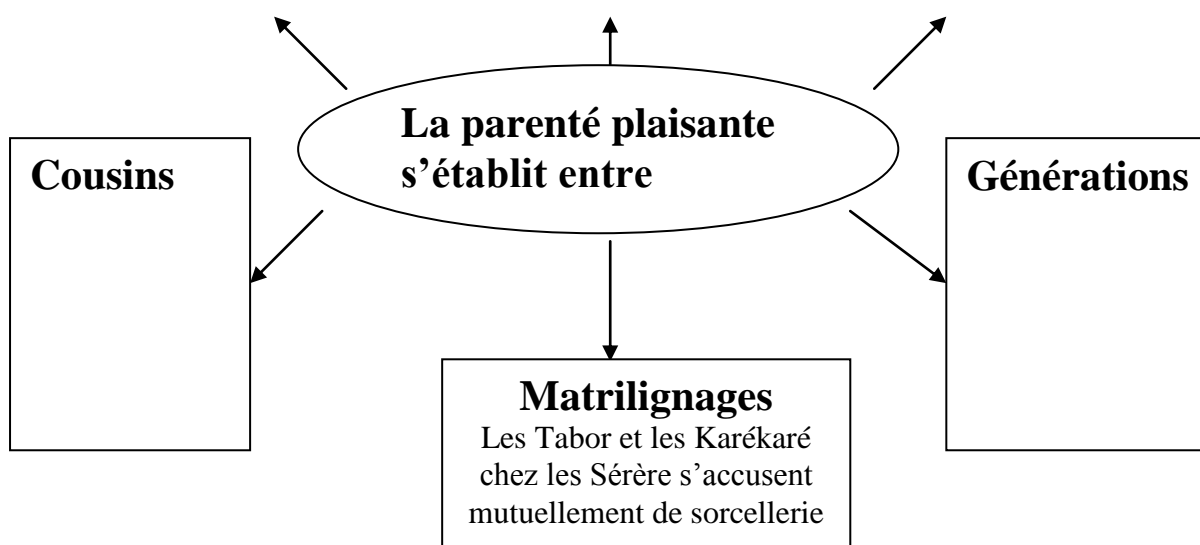 La parenté plaisante
s’établit entre
Cousins
Générations
Matrilignages
Les Tabor et les Karékaré
chez les Sérère s’accusent
mutuellement de sorcellerie